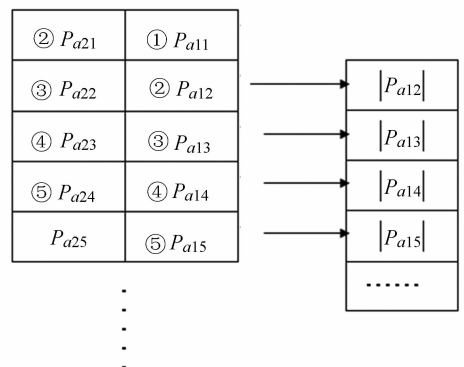 ② Pa21 ① Pa11
③ Pa22 ② Pa12 |Pa12|
④ Pa23 ③ Pa13 |Pa13|
⑤ Pa24 ④ Pa14 |Pa14|
Pa25 ⑤ Pa15 |Pa15|
······